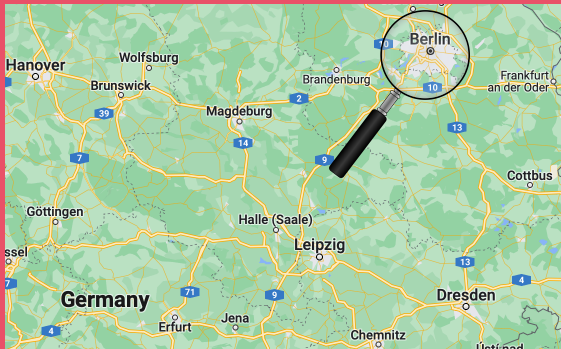 10
Berlin
Hanover
Wolfsburg
Brandenburg
Frankfurt
an der Oder
Brunswick
10
2
39
Magdeburg
13
14
7
9
Cottbus
Göttingen
Halle (Saale)
Leipzig
ssel
13
4
7
71
9
Germany
Dresden
Erfurt
Jena
4
Chemnitz